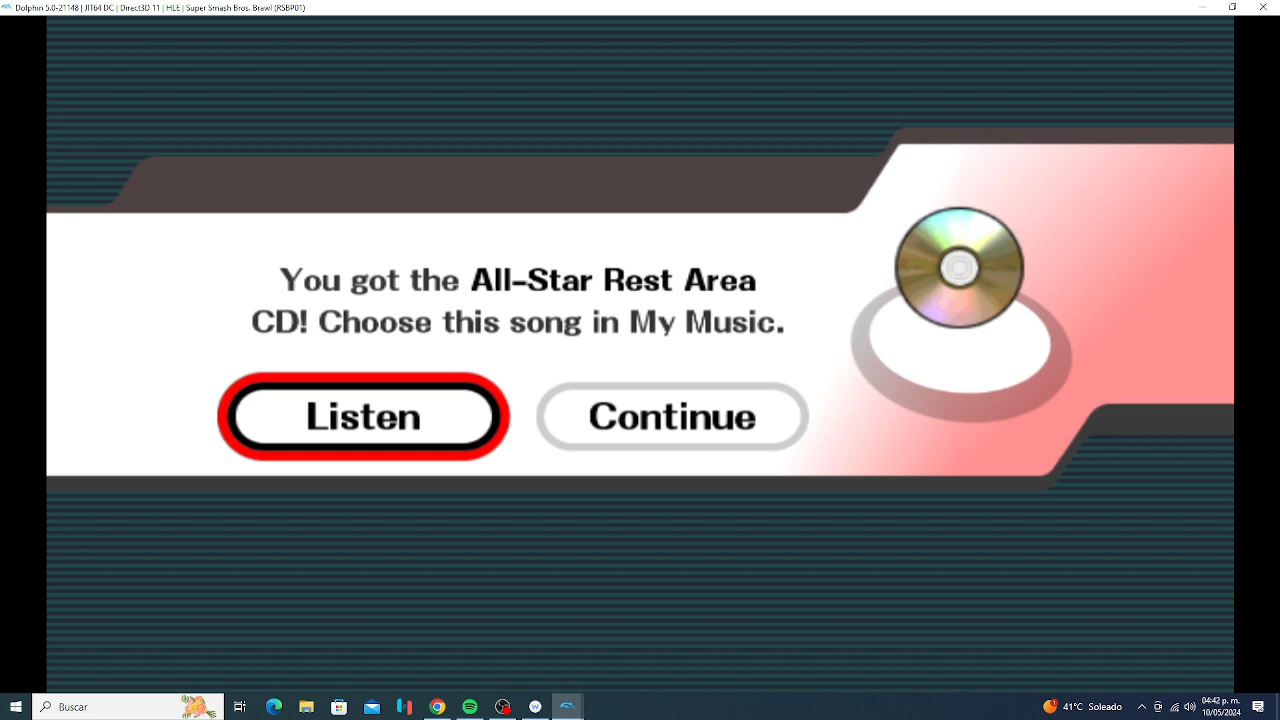 Dolphin 5.0-21148 | JIT64 DC | Direct3D 11 | HLE | Super Smash Bros. Brawl (RSBP01)
You got the All-Star Rest Area
CD! Choose this song in My Music.
Listen
Continue
Buscar
41°C Soleado
04:42 p.m.
10/05/2024